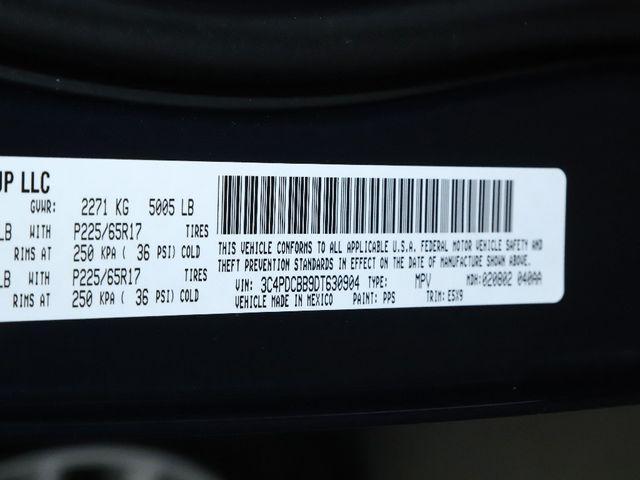 UP LLC
GVWR: 2271 KG 5005 LB
LB WITH P225/65R17 TIRES
RIMS AT 250 KPA ( 36 PSI) COLD
LB WITH P225/65R17 TIRES
RIMS AT 250 KPA ( 36 PSI) COLD
THIS VEHICLE CONFORMS TO ALL APPLICABLE U.S.A. FEDERAL MOTOR VEHICLE SAFETY AND
THEFT PREVENTION STANDARDS IN EFFECT ON THE DATE OF MANUFACTURE SHOWN ABOVE.
VIN: 3C4PDCBB9DT630904 TYPE: MPV MDH: 020802 040AA
VEHICLE MADE IN MEXICO PAINT: PPS TRIM: E5X9